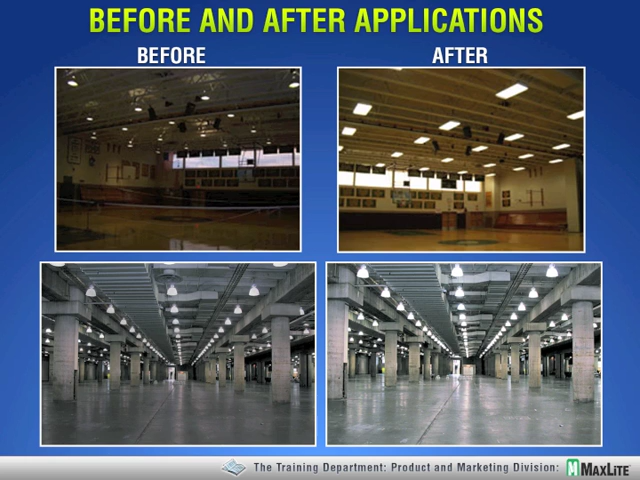 BEFORE AND AFTER APPLICATIONS
BEFORE
AFTER
The Training Department: Product and Marketing Division:
MAXLITE